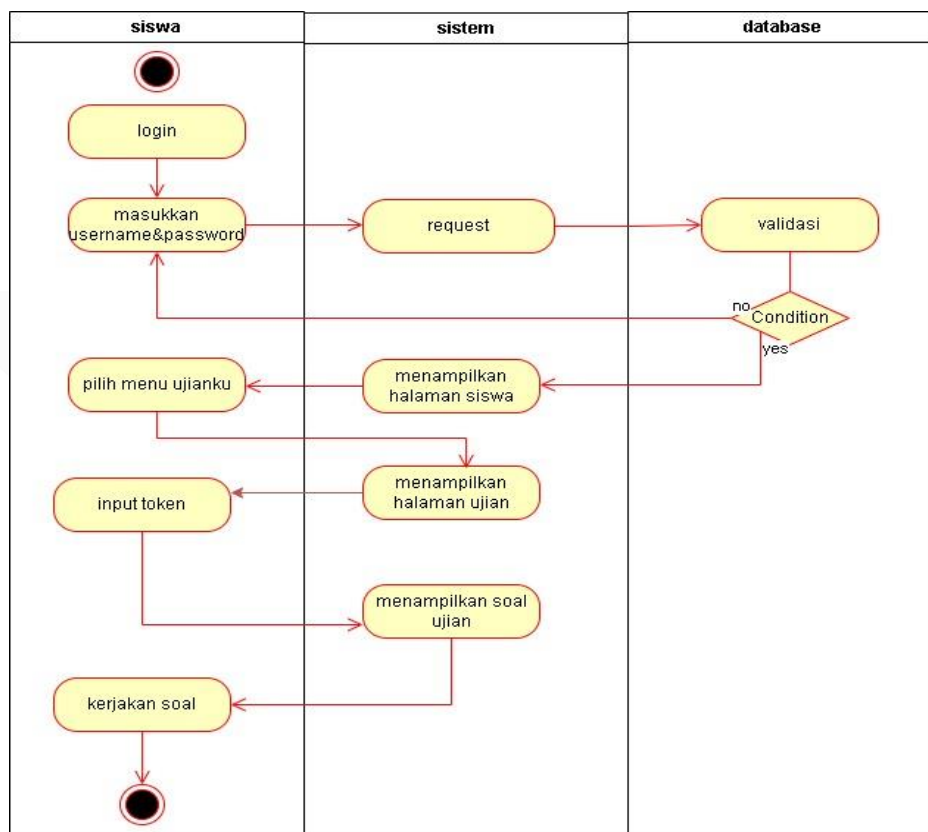 siswa
sistem
database
login
masukkan
username&password
request
validasi
no
Condition
yes
pilih menu ujianku
menampilkan
halaman siswa
menampilkan
halaman ujian
input token
menampilkan soal
ujian
kerjakan soal